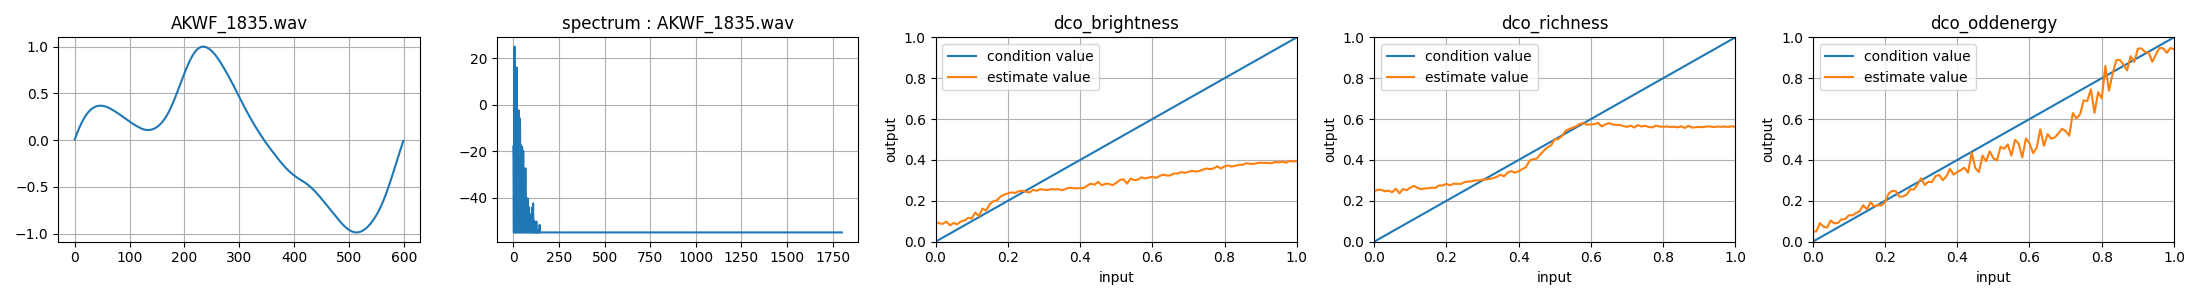 AKWF_1835.wav
1.0
0.5
0.0
−0.5
−1.0
0 100 200 300 400 500 600
spectrum : AKWF_1835.wav
20
0
−20
−40
0 250 500 750 1000 1250 1500 1750
dco_brightness
condition value
estimate value
output
1.0
0.8
0.6
0.4
0.2
0.0
0.0 0.2 0.4 0.6 0.8 1.0
input
dco_richness
condition value
estimate value
output
1.0
0.8
0.6
0.4
0.2
0.0
0.0 0.2 0.4 0.6 0.8 1.0
input
dco_oddenergy
condition value
estimate value
output
1.0
0.8
0.6
0.4
0.2
0.0
0.0 0.2 0.4 0.6 0.8 1.0
input